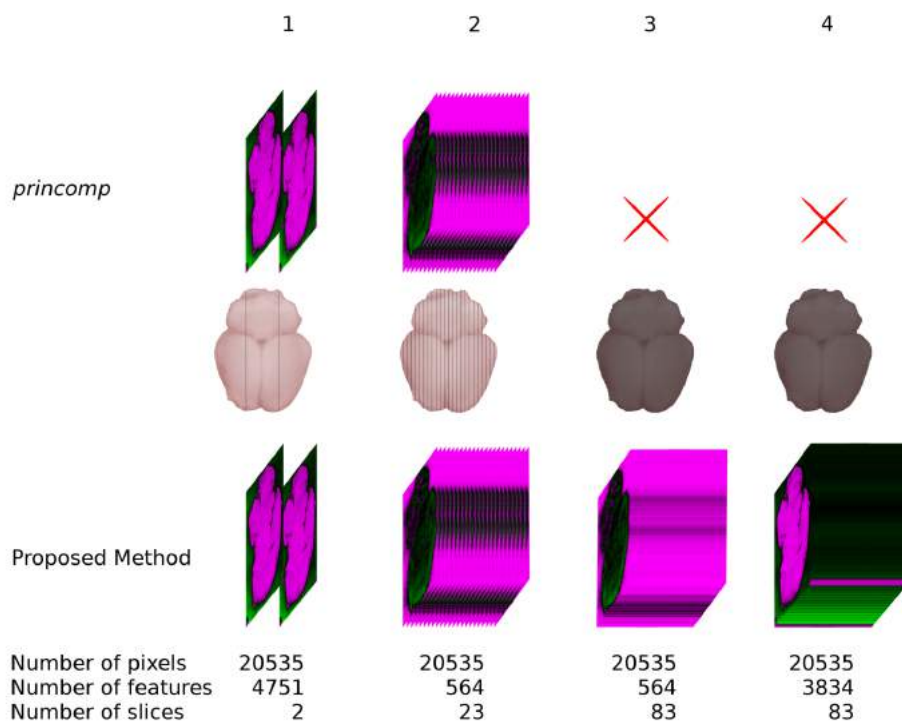 1 2 3 4
princomp
Proposed Method
Number of pixels 20535 20535 20535 20535
Number of features 4751 564 564 3834
Number of slices 2 23 83 83